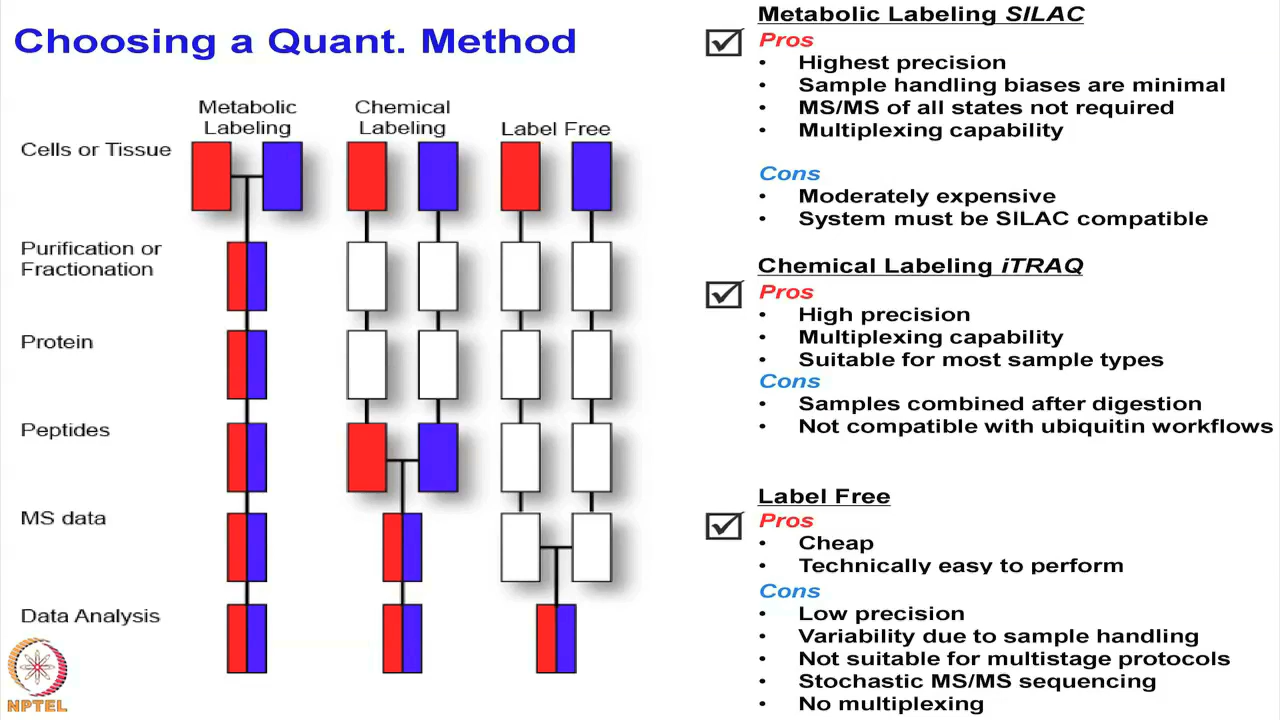 Choosing a Quant. Method
Metabolic
Labeling
Chemical
Labeling
Label Free
Cells or Tissue
Purification or
Fractionation
Protein
Peptides
MS data
Data Analysis
NPTEL
Metabolic Labeling SILAC
Pros
• Highest precision
• Sample handling biases are minimal
• MS/MS of all states not required
• Multiplexing capability
Cons
• Moderately expensive
• System must be SILAC compatible
Chemical Labeling iTRAQ
Pros
• High precision
• Multiplexing capability
• Suitable for most sample types
Cons
• Samples combined after digestion
• Not compatible with ubiquitin workflows
Label Free
Pros
• Cheap
• Technically easy to perform
Cons
• Low precision
• Variability due to sample handling
• Not suitable for multistage protocols
• Stochastic MS/MS sequencing
• No multiplexing